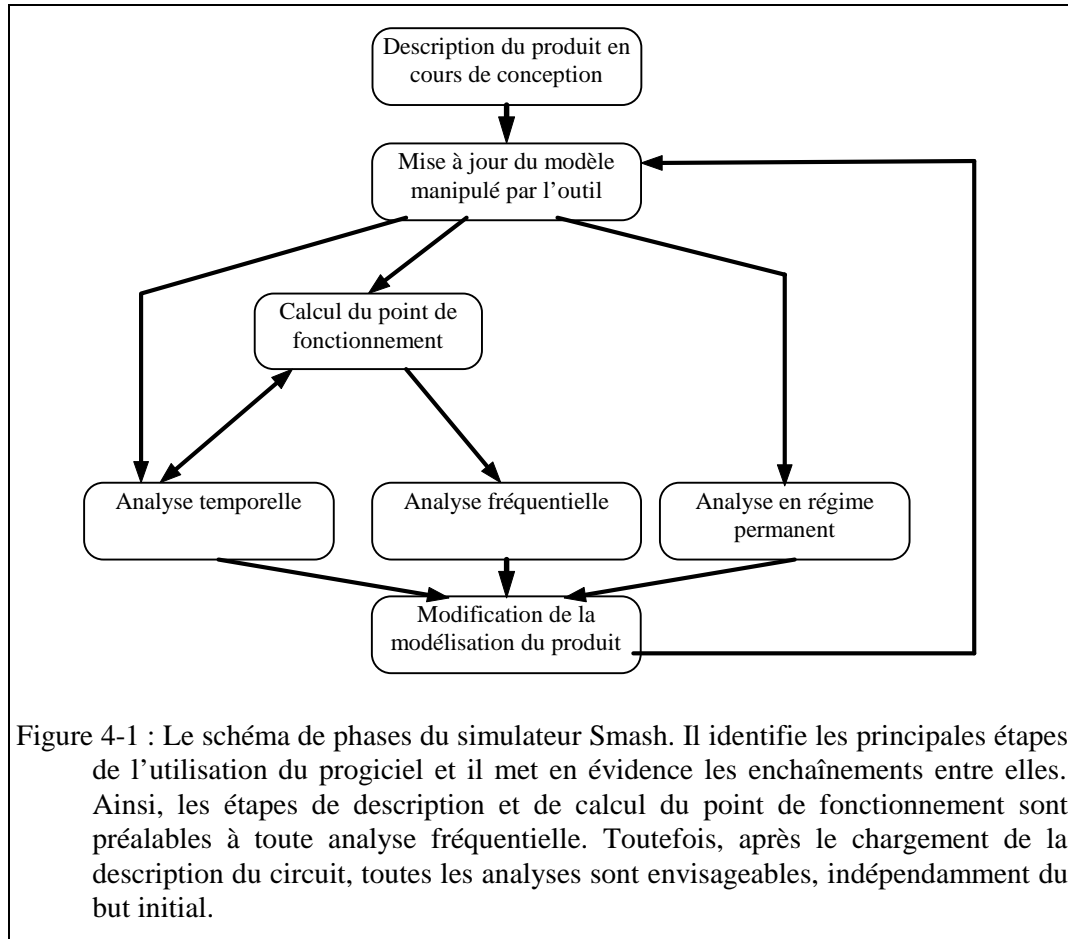 Description du produit en
cours de conception
Mise à jour du modèle
manipulé par l’outil
Calcul du point de
fonctionnement
Analyse temporelle
Analyse fréquentielle
Analyse en régime
permanent
Modification de la
modélisation du produit
Figure 4-1 : Le schéma de phases du simulateur Smash. Il identifie les principales étapes
de l’utilisation du progiciel et il met en évidence les enchaînements entre elles.
Ainsi, les étapes de description et de calcul du point de fonctionnement sont
préalables à toute analyse fréquentielle. Toutefois, après le chargement de la
description du circuit, toutes les analyses sont envisageables, indépendamment du
but initial.